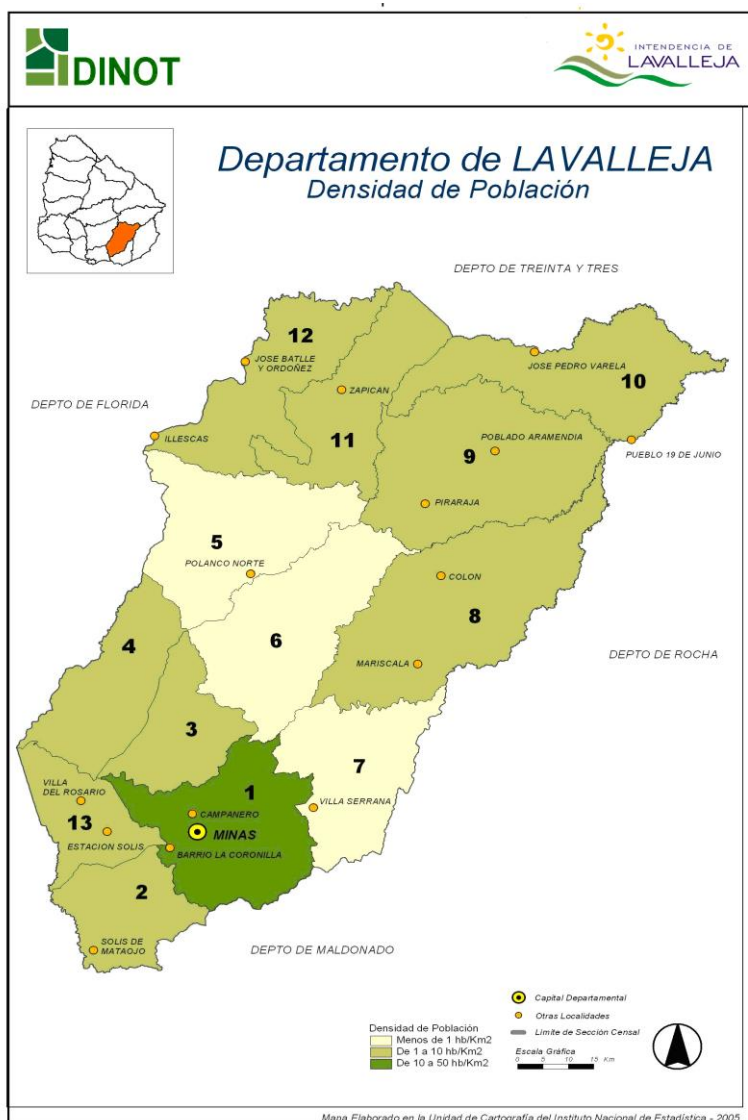 DINOT
INTENDENCIA DE
LAVALLEJA
Departamento de LAVALLEJA
Densidad de Población
DEPTO DE TREINTA Y TRES
12
JOSE BATLLE
Y ORDOÑEZ
JOSE PEDRO VARELA
10
ZAPICAN
DEPTO DE FLORIDA
ILLESCAS
11
POBLADO ARAMENDIA
9
PUEBLO 19 DE JUNIO
PIRARAJA
5
POLANCO NORTE
COLON
8
6
4
DEPTO DE ROCHA
MARISCALA
3
7
VILLA
DEL ROSARIO
1
VILLA SERRANA
CAMPANERO
13
MINAS
ESTACION SOLIS
BARRIO LA CORONILLA
2
SOLIS DE
MATAOJO
DEPTO DE MALDONADO
Capital Departamental
Otras Localidades
Limite de Sección Censal
Densidad de Población
Menos de 1 hb/Km2
De 1 a 10 hb/Km2
De 10 a 50 hb/Km2
Escala Gráfica
0 5 10 15 Km
Mapa Elaborado en la Unidad de Cartografía del Instituto Nacional de Estadística - 2005